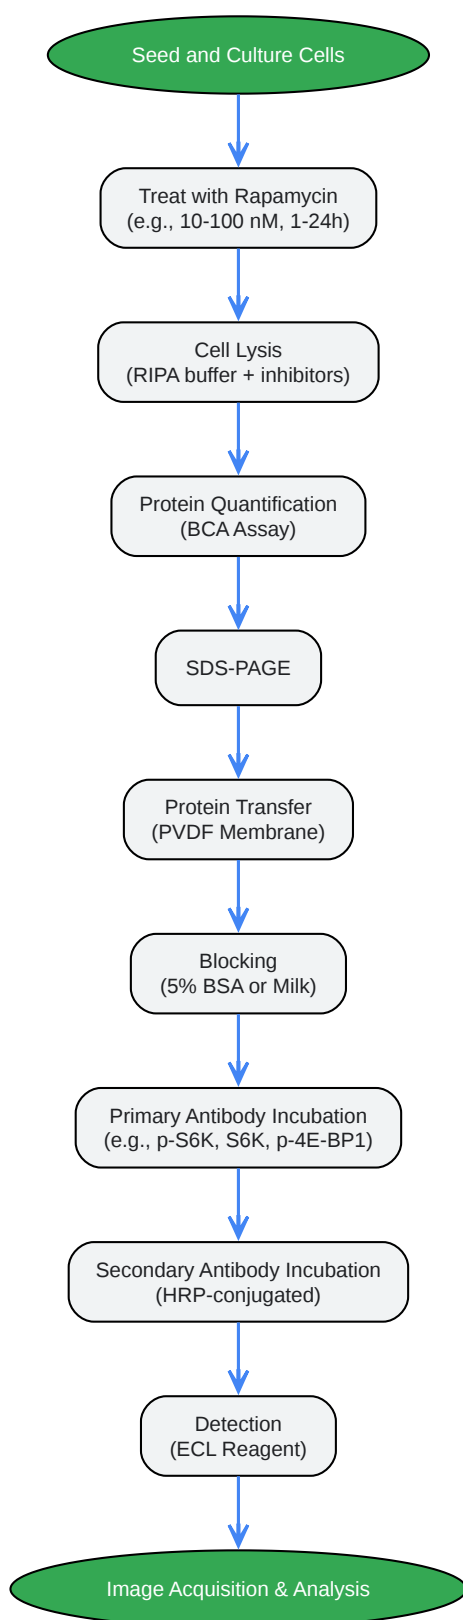 Seed and Culture Cells
Treat with Rapamycin
(e.g., 10-100 nM, 1-24h)
Cell Lysis
(RIPA buffer + inhibitors)
Protein Quantification
(BCA Assay)
SDS-PAGE
Protein Transfer
(PVDF Membrane)
Blocking
(5% BSA or Milk)
Primary Antibody Incubation
(e.g., p-S6K, S6K, p-4E-BP1)
Secondary Antibody Incubation
(HRP-conjugated)
Detection
(ECL Reagent)
Image Acquisition & Analysis